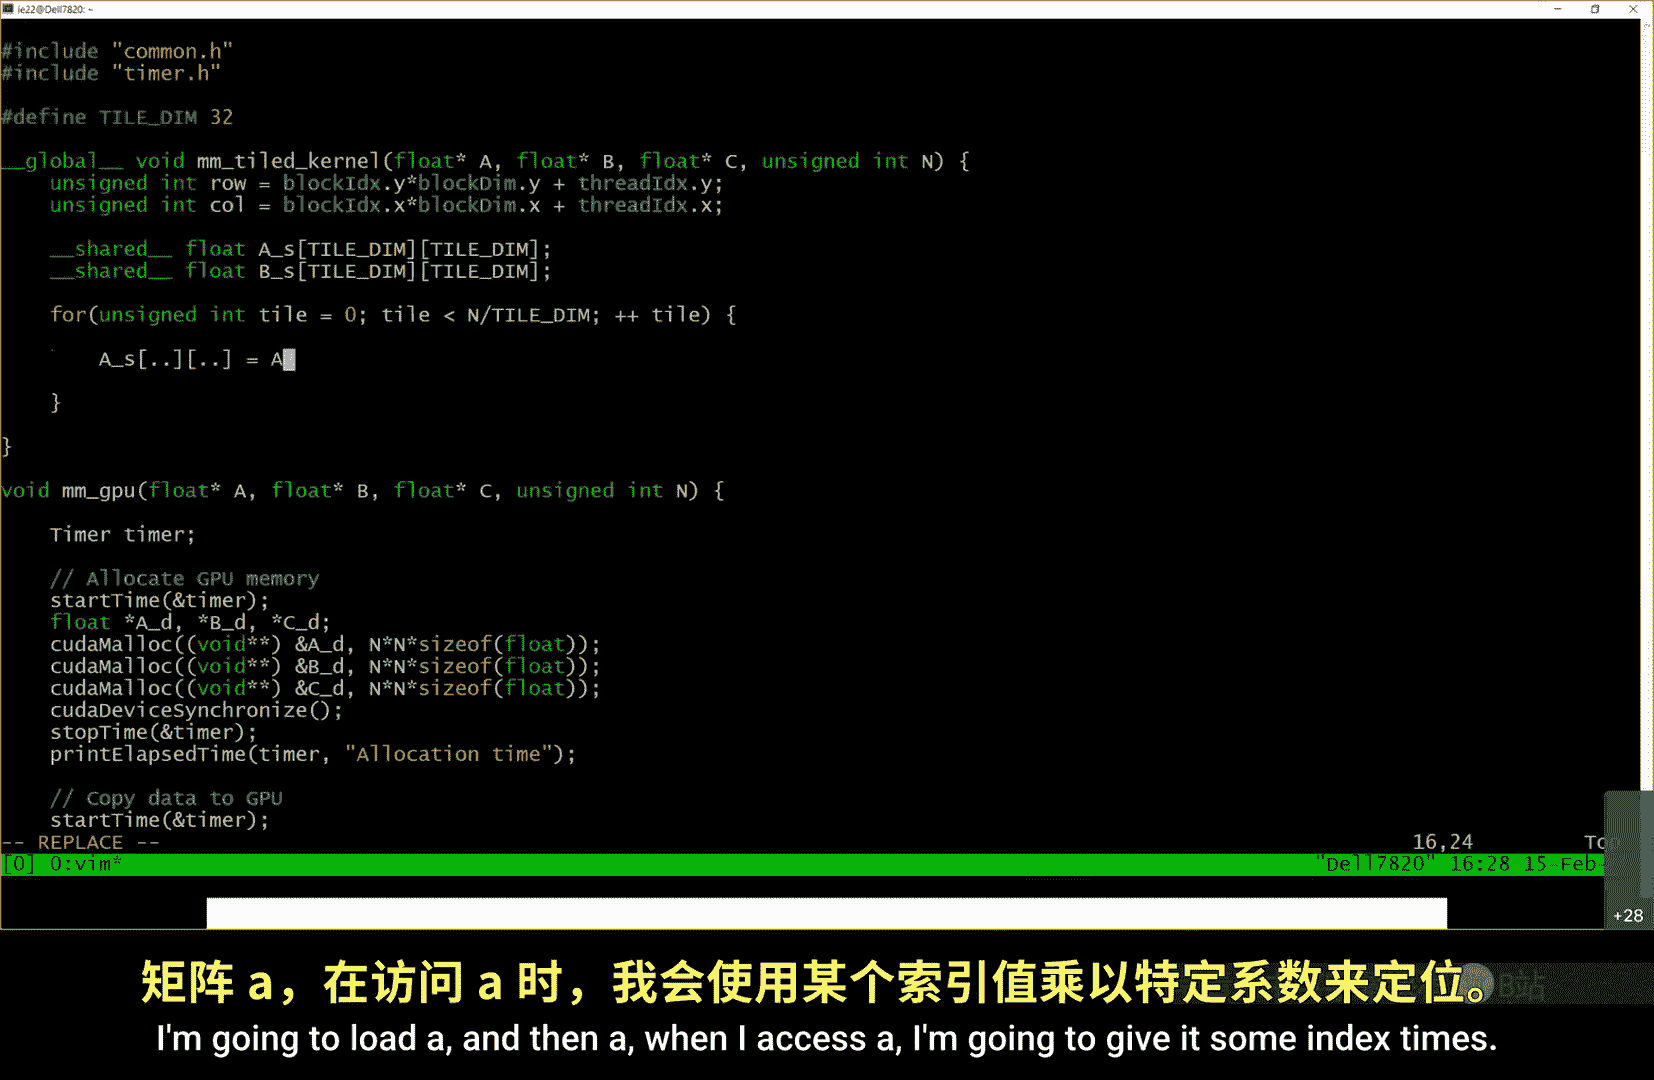 ie22@Dell7820: ~
#include "common.h"
#include "timer.h"
#define TILE_DIM 32
__global__ void mm_tiled_kernel(float* A, float* B, float* C, unsigned int N) {
    unsigned int row = blockIdx.y*blockDim.y + threadIdx.y;
    unsigned int col = blockIdx.x*blockDim.x + threadIdx.x;
    __shared__ float A_s[TILE_DIM][TILE_DIM];
    __shared__ float B_s[TILE_DIM][TILE_DIM];
    for(unsigned int tile = 0; tile < N/TILE_DIM; ++ tile) {
        A_s[..][..] = A
    }
}
void mm_gpu(float* A, float* B, float* C, unsigned int N) {
    Timer timer;
    // Allocate GPU memory
    startTime(&timer);
    float *A_d, *B_d, *C_d;
    cudaMalloc((void**) &A_d, N*N*sizeof(float));
    cudaMalloc((void**) &B_d, N*N*sizeof(float));
    cudaMalloc((void**) &C_d, N*N*sizeof(float));
    cudaDeviceSynchronize();
    stopTime(&timer);
    printElapsedTime(timer, "Allocation time");
    // Copy data to GPU
    startTime(&timer);
-- REPLACE -- 16,24 Top
[0] 0:vim* "Dell7820" 16:28 15-Feb-
+28
矩阵 a，在访问 a 时，我会使用某个索引值乘以特定系数来定位。
B站
I'm going to load a, and then a, when I access a, I'm going to give it some index times.